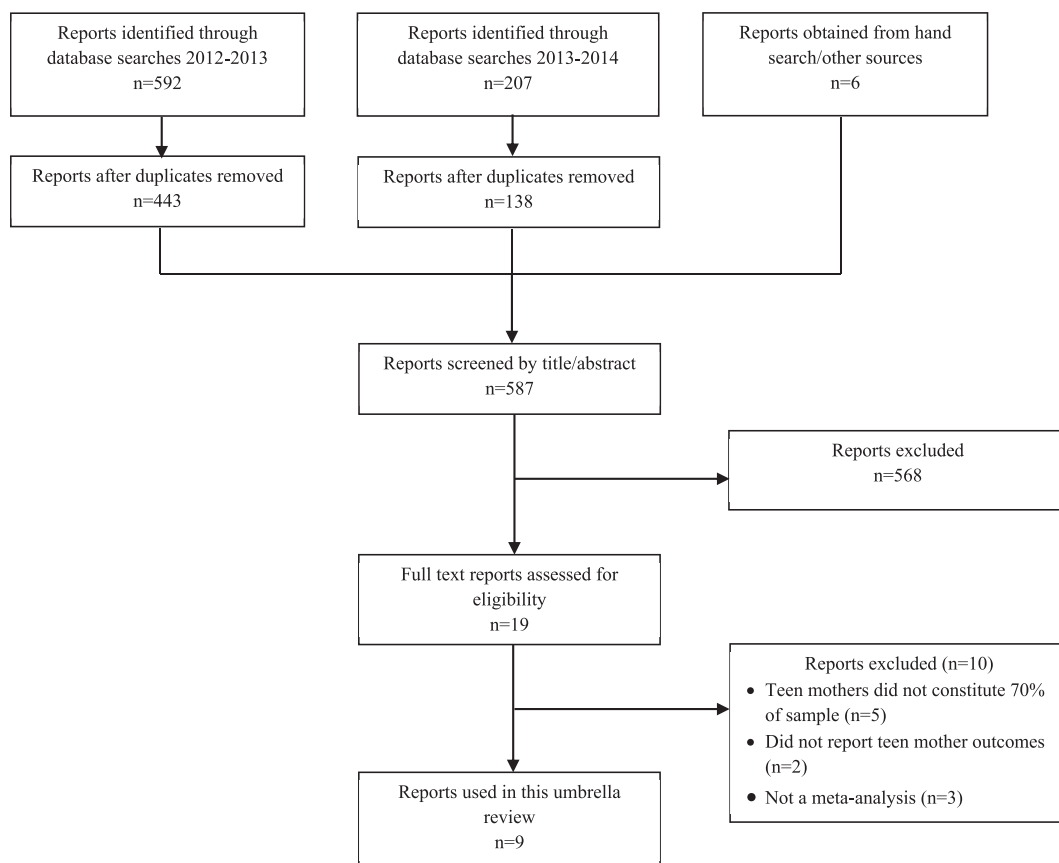 Reports identified through
database searches 2012-2013
n=592
Reports identified through
database searches 2013-2014
n=207
Reports obtained from hand
search/other sources
n=6
Reports after duplicates removed
n=443
Reports after duplicates removed
n=138
Reports screened by title/abstract
n=587
Reports excluded
n=568
Full text reports assessed for
eligibility
n=19
Reports excluded (n=10)
• Teen mothers did not constitute 70%
of sample (n=5)
• Did not report teen mother outcomes
(n=2)
• Not a meta-analysis (n=3)
Reports used in this umbrella
review
n=9